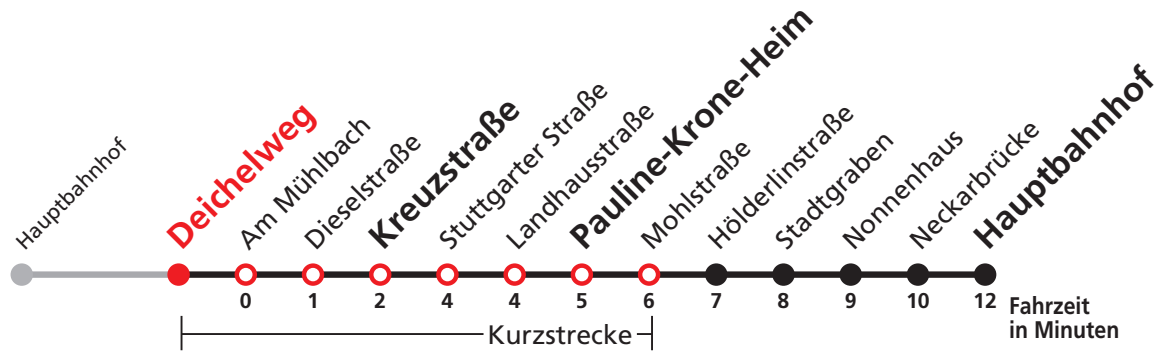 Hauptbahnhof
Deichelweg
Am Mühlbach
Dieselstraße
Kreuzstraße
Stuttgarter Straße
Landhausstraße
Pauline-Krone-Heim
Mohlstraße
Hölderlinstraße
Stadtgraben
Nonnenhaus
Neckarbrücke
Hauptbahnhof
0 1 2 4 4 5 6 7 8 9 10 12
Fahrzeit
in Minuten
Kurzstrecke